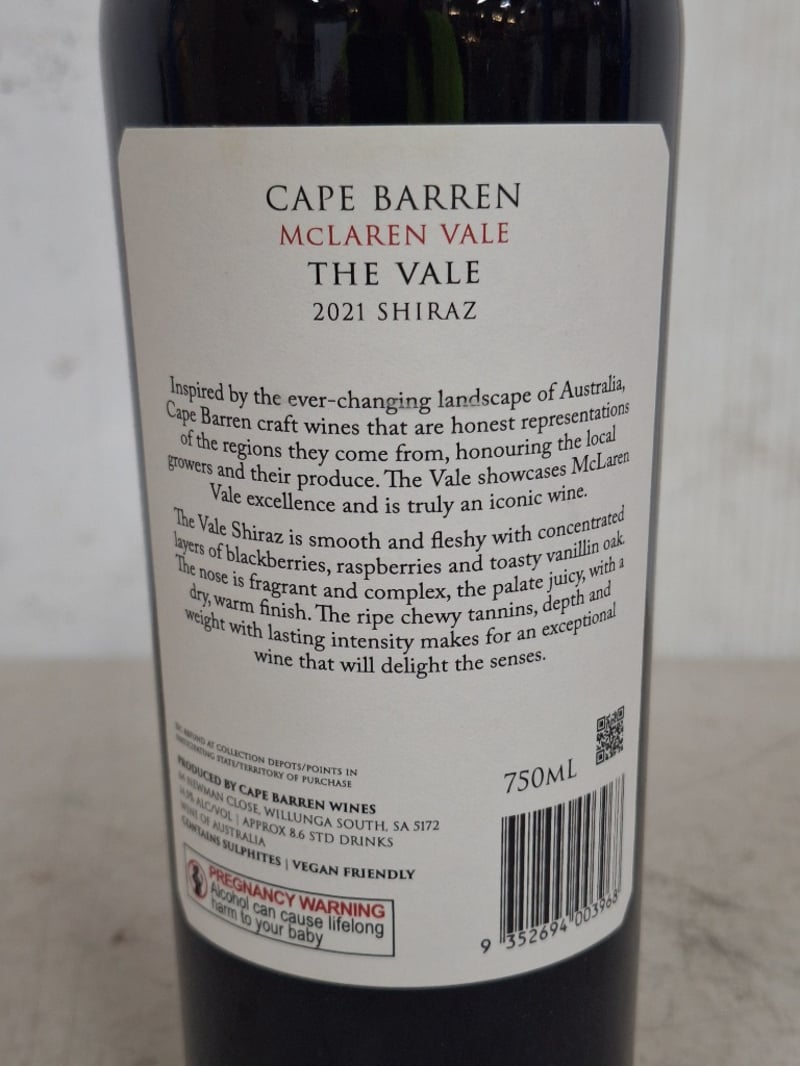 CAPE BARREN
McLAREN VALE
THE VALE
2021 SHIRAZ
Inspired by the ever-changing landscape of Australia,
Cape Barren craft wines that are honest representations
of the regions they come from, honouring the local
growers and their produce. The Vale showcases McLaren
Vale excellence and is truly an iconic wine.
The Vale Shiraz is smooth and fleshy with concentrated
layers of blackberries, raspberries and toasty vanillin oak.
The nose is fragrant and complex, the palate juicy, with a
dry, warm finish. The ripe chewy tannins, depth and
weight with lasting intensity makes for an exceptional
wine that will delight the senses.
REFUND AT COLLECTION DEPOTS/POINTS IN
PARTICIPATING STATE/TERRITORY OF PURCHASE
PRODUCED BY CAPE BARREN WINES
NEWMAN CLOSE, WILLUNGA SOUTH, SA 5172
ALC/VOL | APPROX 8.6 STD DRINKS
WINE OF AUSTRALIA
CONTAINS SULPHITES | VEGAN FRIENDLY
750ML
PREGNANCY WARNING
Alcohol can cause lifelong
harm to your baby
9 352694 003968